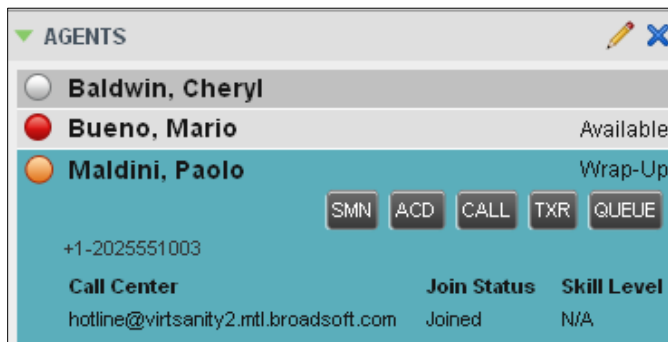 AGENTS
Baldwin, Cheryl
Bueno, Mario Available
Maldini, Paolo Wrap-Up
SMN ACD CALL TXR QUEUE
+1-2025551003
Call Center Join Status Skill Level
hotline@virtsanity2.mtl.broadsoft.com Joined N/A